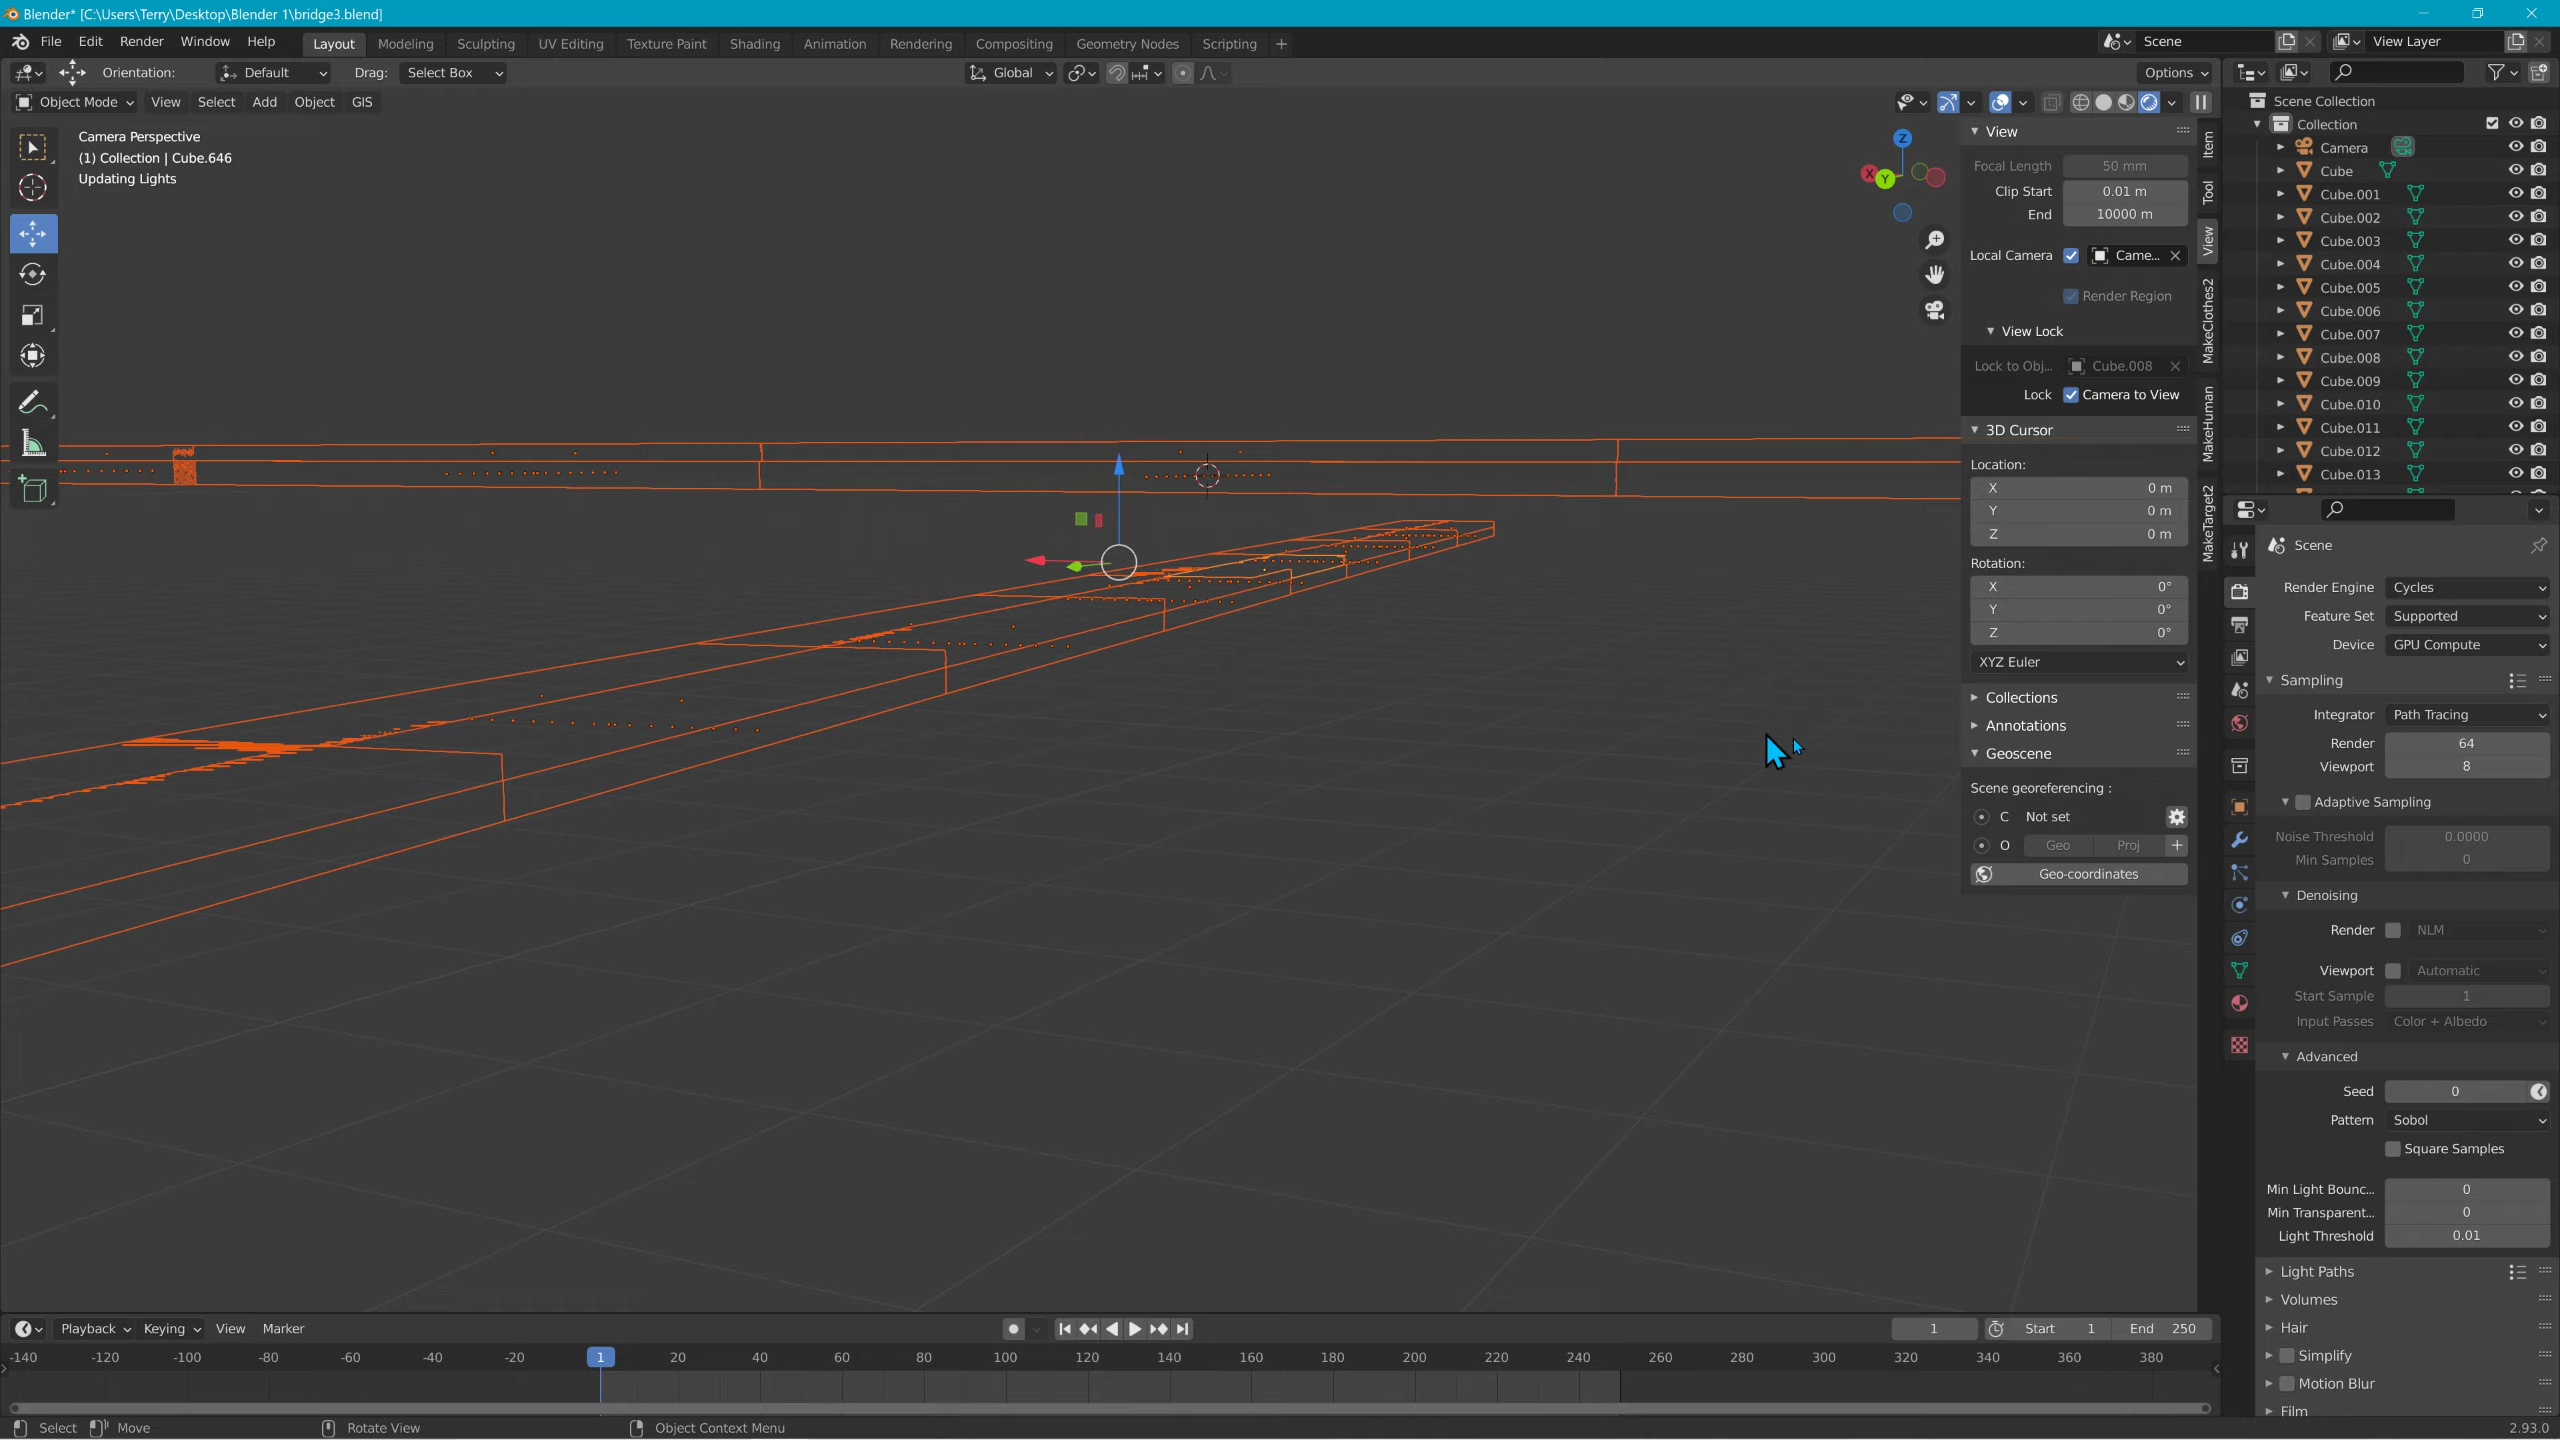 Blender* [C:\Users\Terry\Desktop\Blender 1\bridge3.blend]
File Edit Render Window Help Layout Modeling Sculpting UV Editing Texture Paint Shading Animation Rendering Compositing Geometry Nodes Scripting + Scene View Layer
Orientation: Default Drag: Select Box Global Options
Object Mode View Select Add Object GIS
Camera Perspective
(1) Collection | Cube.646
Updating Lights
Z
X
Y
View
Focal Length 50 mm
Clip Start 0.01 m
End 10000 m
Local Camera Came...
Render Region
View Lock
Lock to Obj... Cube.008
Lock Camera to View
3D Cursor
Location:
X 0 m
Y 0 m
Z 0 m
Rotation:
X 0°
Y 0°
Z 0°
XYZ Euler
Collections
Annotations
Geoscene
Scene georeferencing :
C Not set
O Geo Proj +
Geo-coordinates
Item
Tool
View
MakeClothes2
MakeHuman
MakeTarget2
Scene Collection
Collection
Camera
Cube
Cube.001
Cube.002
Cube.003
Cube.004
Cube.005
Cube.006
Cube.007
Cube.008
Cube.009
Cube.010
Cube.011
Cube.012
Cube.013
Scene
Render Engine Cycles
Feature Set Supported
Device GPU Compute
Sampling
Integrator Path Tracing
Render 64
Viewport 8
Adaptive Sampling
Noise Threshold 0.0000
Min Samples 0
Denoising
Render NLM
Viewport Automatic
Start Sample 1
Input Passes Color + Albedo
Advanced
Seed 0
Pattern Sobol
Square Samples
Min Light Bounc... 0
Min Transparent... 0
Light Threshold 0.01
Light Paths
Volumes
Hair
Simplify
Motion Blur
Film
Playback Keying View Marker 1 Start 1 End 250
-140 -120 -100 -80 -60 -40 -20 1 20 40 60 80 100 120 140 160 180 200 220 240 260 280 300 320 340 360 380
Select Move Rotate View Object Context Menu 2.93.0